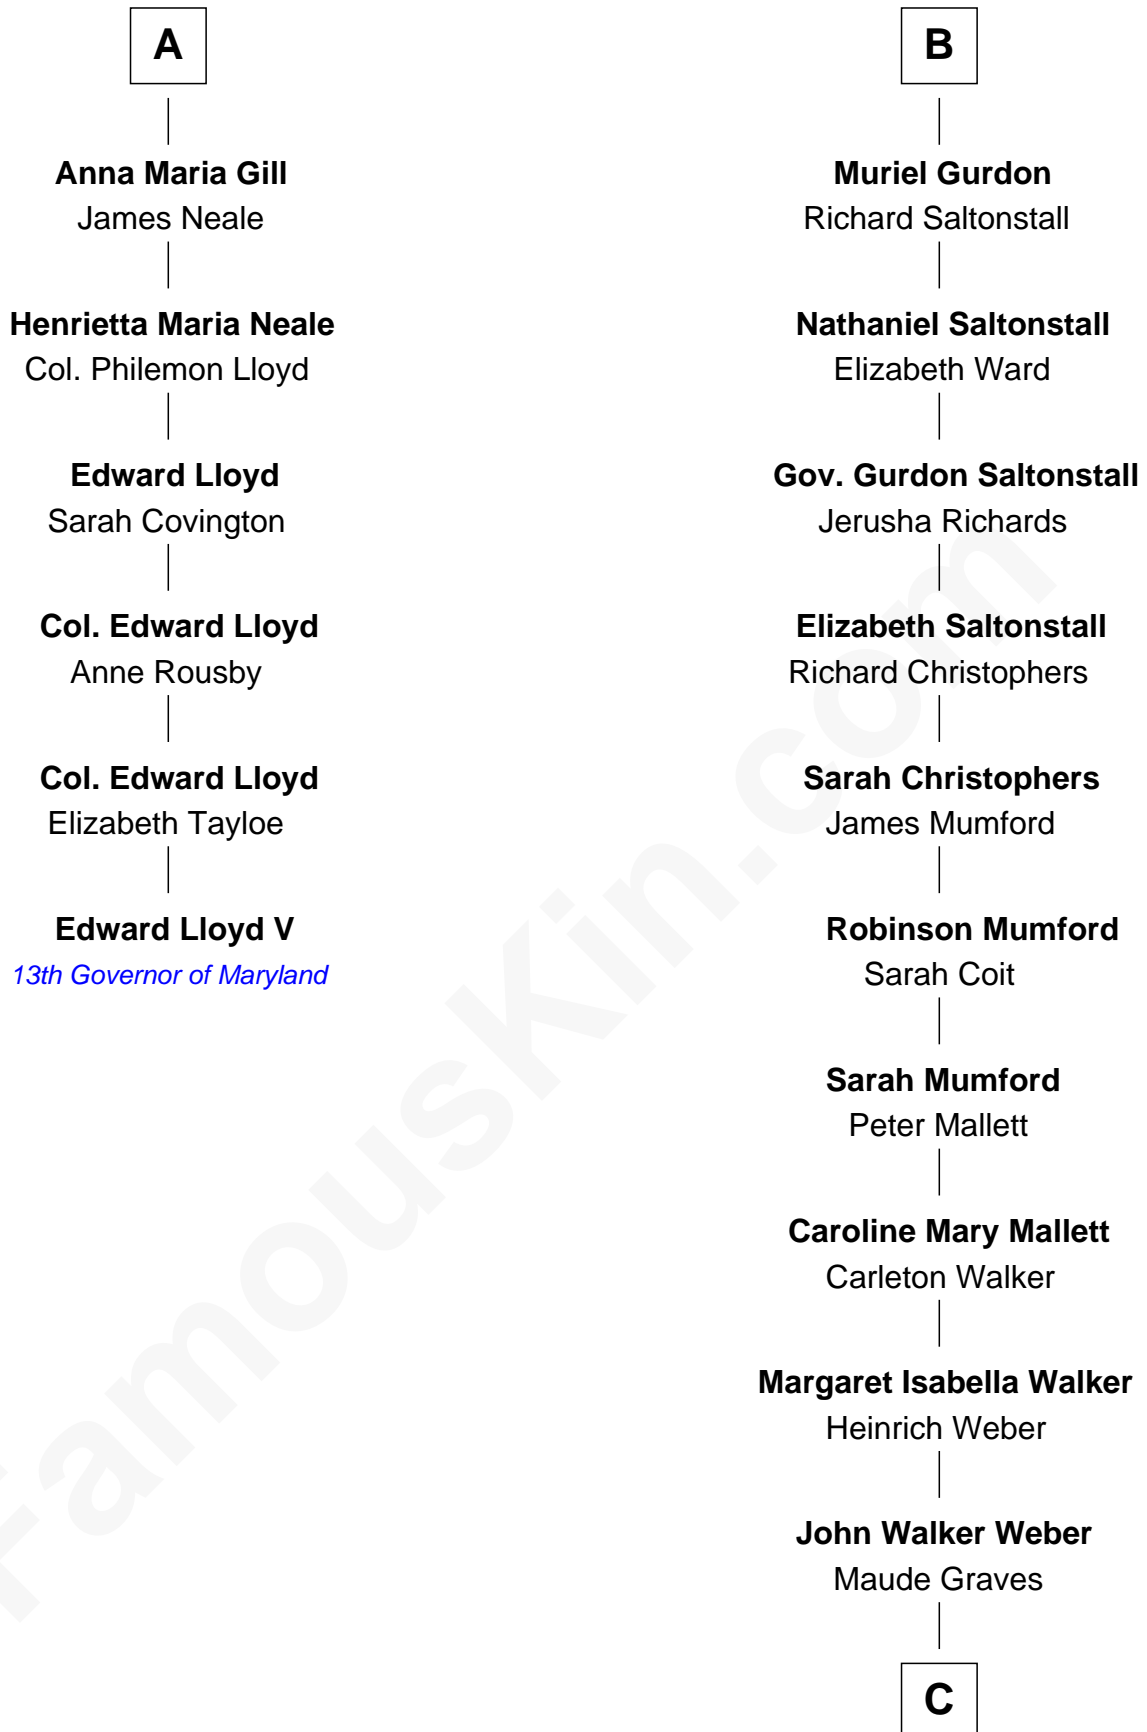 A
Anna Maria Gill
James Neale
Henrietta Maria Neale
Col. Philemon Lloyd
Edward Lloyd
Sarah Covington
Col. Edward Lloyd
Anne Rousby
Col. Edward Lloyd
Elizabeth Tayloe
Edward Lloyd V
13th Governor of Maryland
B
Muriel Gurdon
Richard Saltonstall
Nathaniel Saltonstall
Elizabeth Ward
Gov. Gurdon Saltonstall
Jerusha Richards
Elizabeth Saltonstall
Richard Christophers
Sarah Christophers
James Mumford
Robinson Mumford
Sarah Coit
Sarah Mumford
Peter Mallett
Caroline Mary Mallett
Carleton Walker
Margaret Isabella Walker
Heinrich Weber
John Walker Weber
Maude Graves
C
FamousKin.com